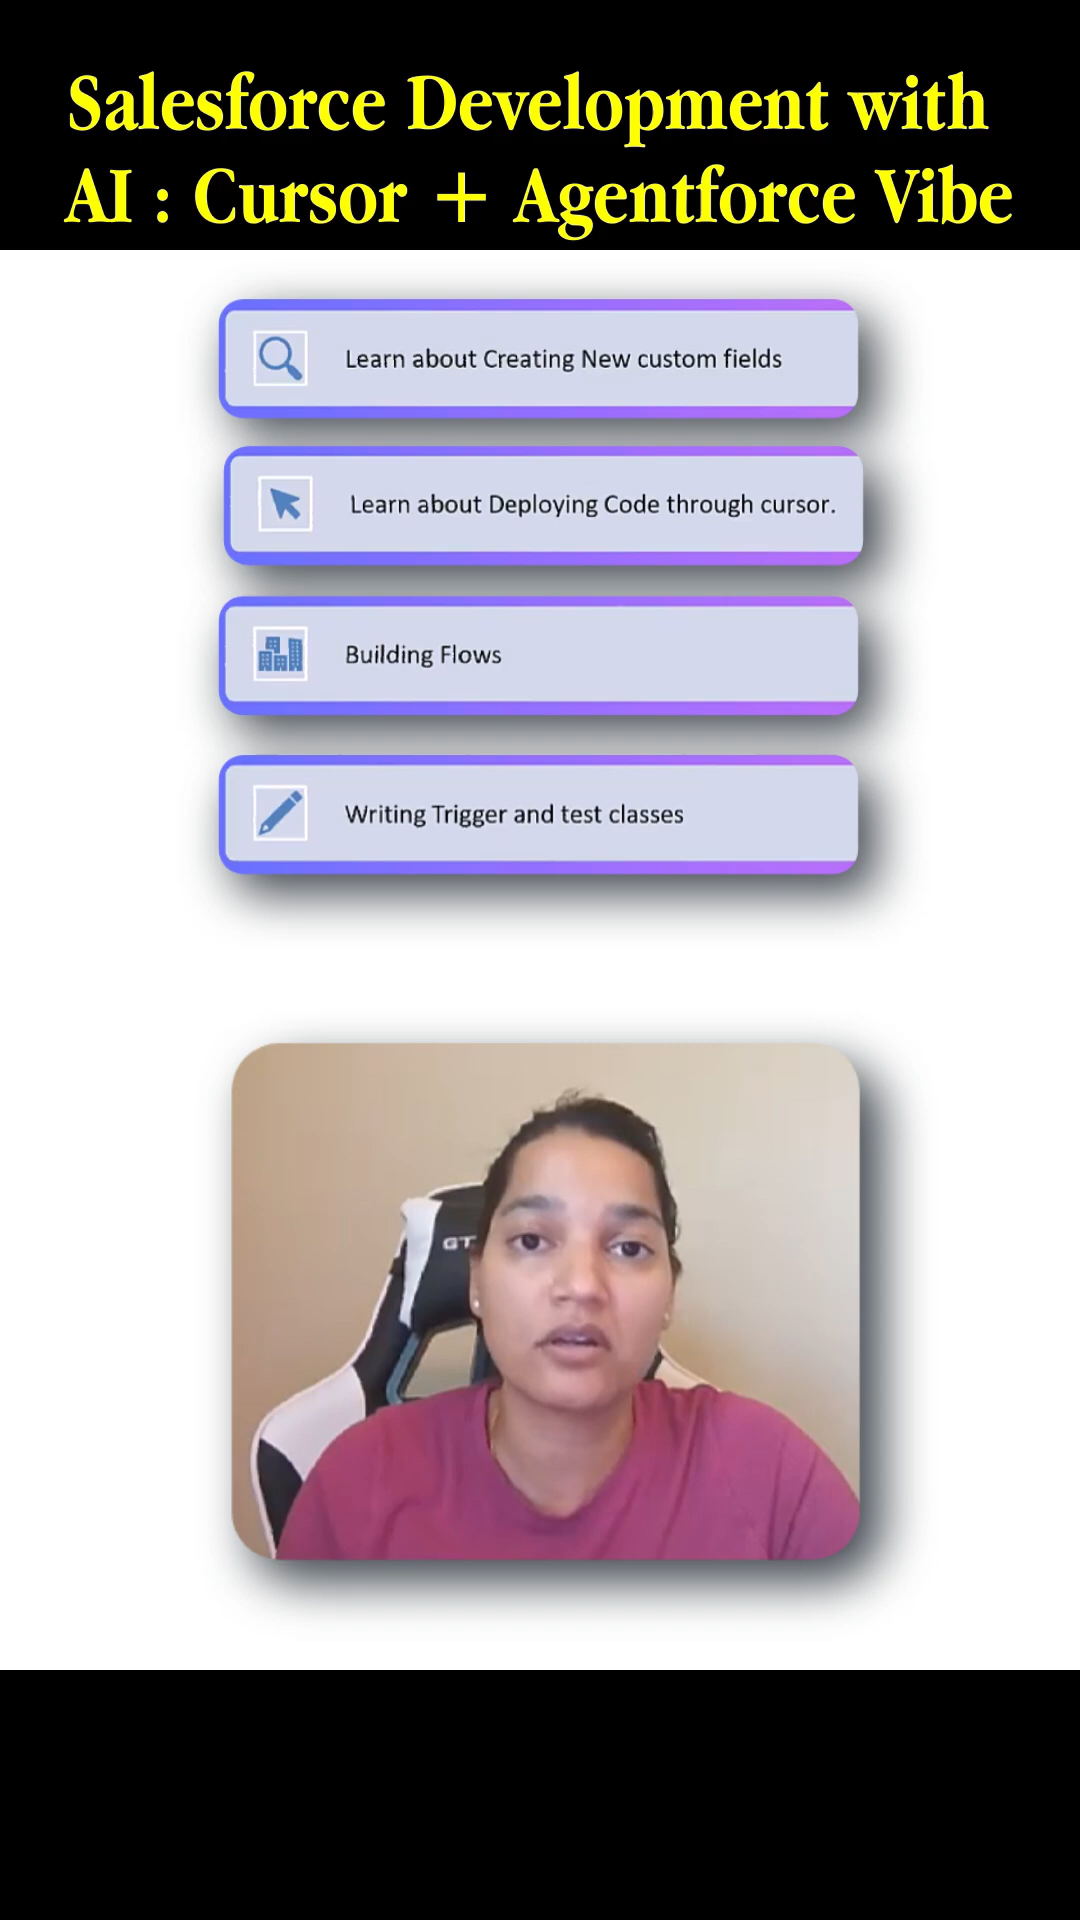 Salesforce Development with
AI : Cursor + Agentforce Vibe
Learn about Creating New custom fields
Learn about Deploying Code through cursor.
Building Flows
Writing Trigger and test classes
GT